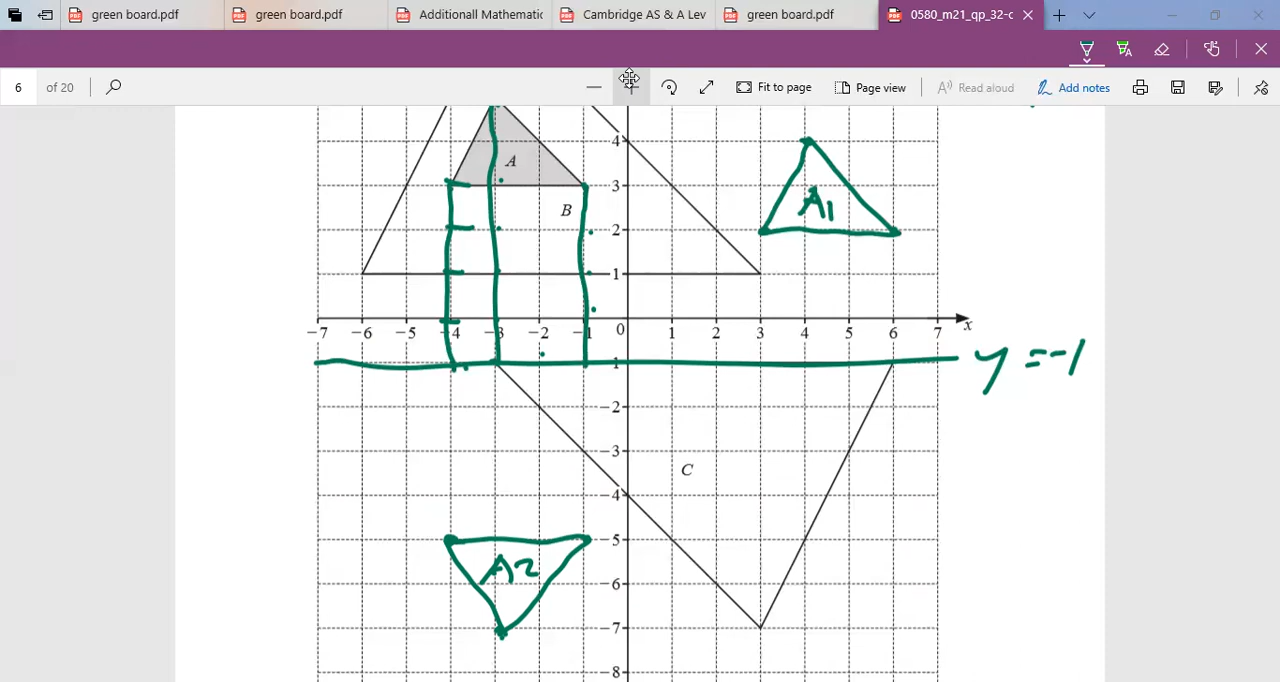 green board.pdf green board.pdf Additionall Mathematic Cambridge AS & A Lev green board.pdf 0580_m21_qp_32-c
6 of 20 Fit to page Page view Read aloud Add notes
4
A
3
A1
B
2
1
−7 −6 −5 −4 −3 −2 −1 0 1 2 3 4 5 6 7 x
1 y = -1
−2
−3
C
−4
−5
A2
−6
−7
−8